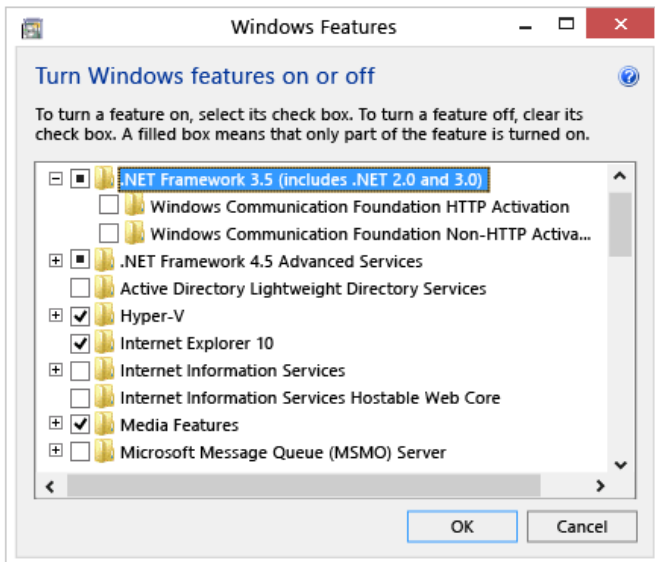 Windows Features
Turn Windows features on or off
To turn a feature on, select its check box. To turn a feature off, clear its
check box. A filled box means that only part of the feature is turned on.
.NET Framework 3.5 (includes .NET 2.0 and 3.0)
Windows Communication Foundation HTTP Activation
Windows Communication Foundation Non-HTTP Activa...
.NET Framework 4.5 Advanced Services
Active Directory Lightweight Directory Services
Hyper-V
Internet Explorer 10
Internet Information Services
Internet Information Services Hostable Web Core
Media Features
Microsoft Message Queue (MSMO) Server
OK Cancel